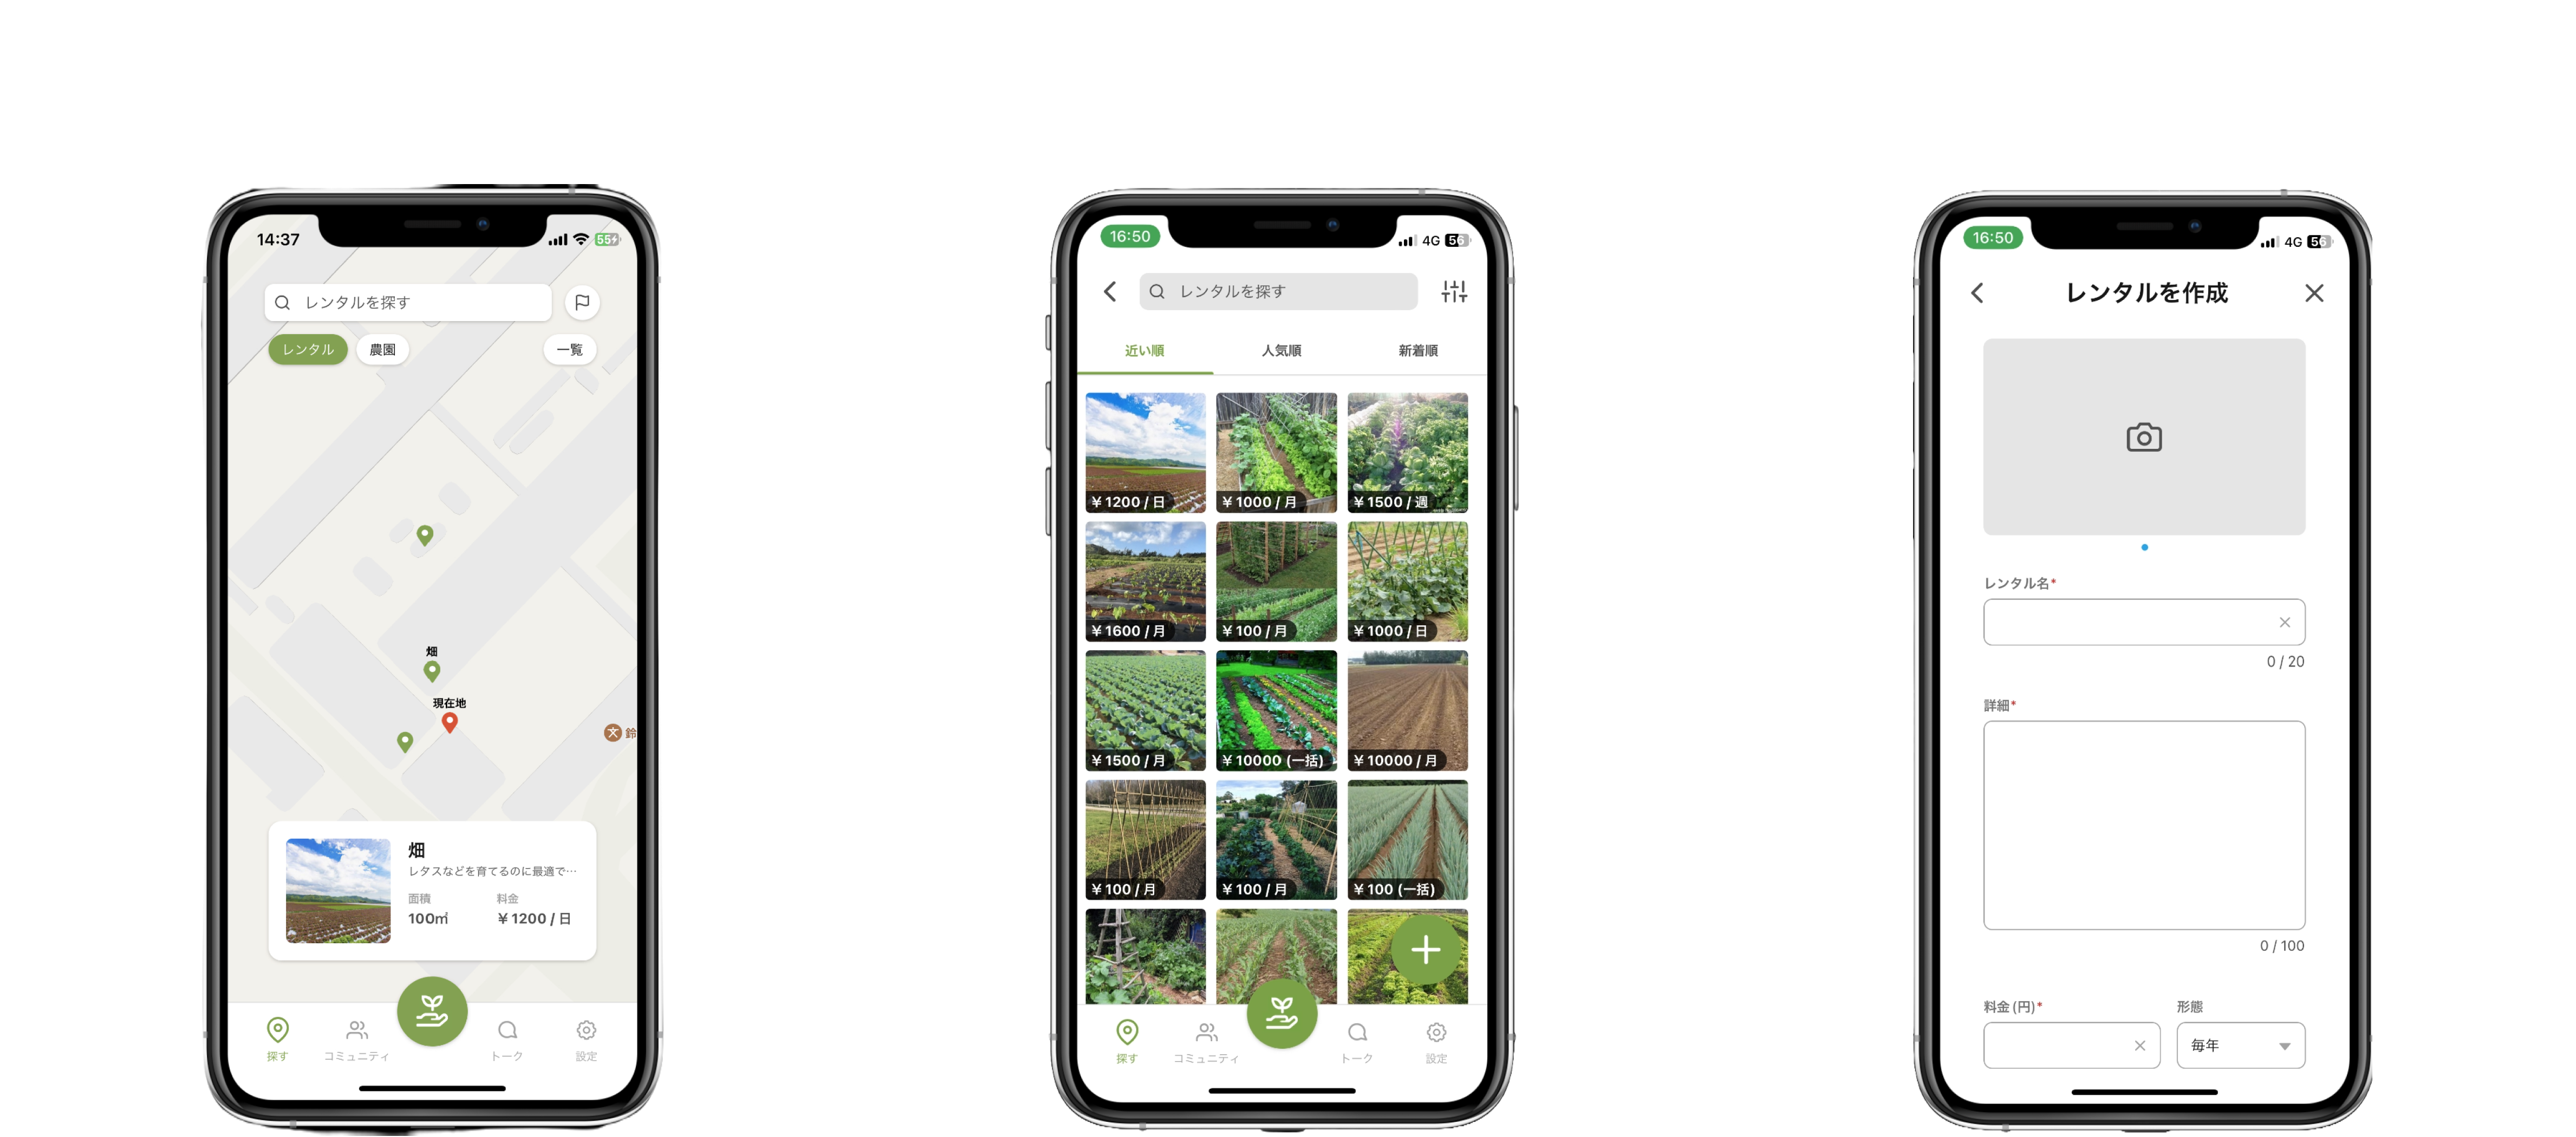 14:37
55
レンタルを探す
レンタル
農園
一覧
畑
現在地
文 鈴
畑
レタスなどを育てるのに最適で…
面積
料金
100㎡
¥1200 / 日
探す
コミュニティ
トーク
設定
16:50
4G 56
レンタルを探す
近い順
人気順
新着順
¥1200 / 日
¥1000 / 月
¥1500 / 週
¥1600 / 月
¥100 / 月
¥1000 / 日
¥1500 / 月
¥10000 (一括)
¥10000 / 月
¥100 / 月
¥100 / 月
¥100 (一括)
探す
コミュニティ
トーク
設定
16:50
4G 56
レンタルを作成
レンタル名*
0 / 20
詳細*
0 / 100
料金 (円)*
形態
毎年